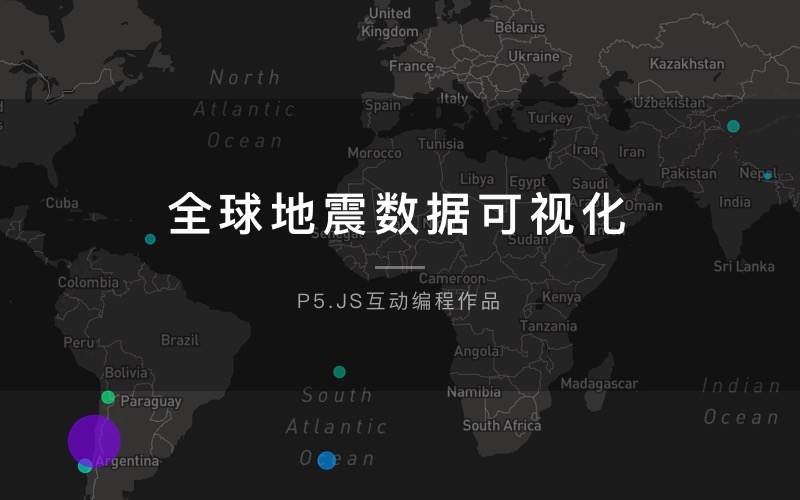 United
Kingdom
Belarus
Ukraine
France
Kazakhstan
North
Atlantic
Ocean
Spain
Italy
Uzbekistan
Turkey
Morocco
Tunisia
Iraq
Iran
Pakistan
Nepal
Libya
Egypt
Saudi
Cuba
Oman
India
全球地震数据可视化
Senegal
Sudan
Sri Lanka
Cameroon
Colombia
P5.JS互动编程作品
Kenya
Tanzania
Peru
Brazil
Angola
Bolivia
Madagascar
Indian
Ocean
Paraguay
South
Atlantic
Ocean
Namibia
South Africa
Argentina